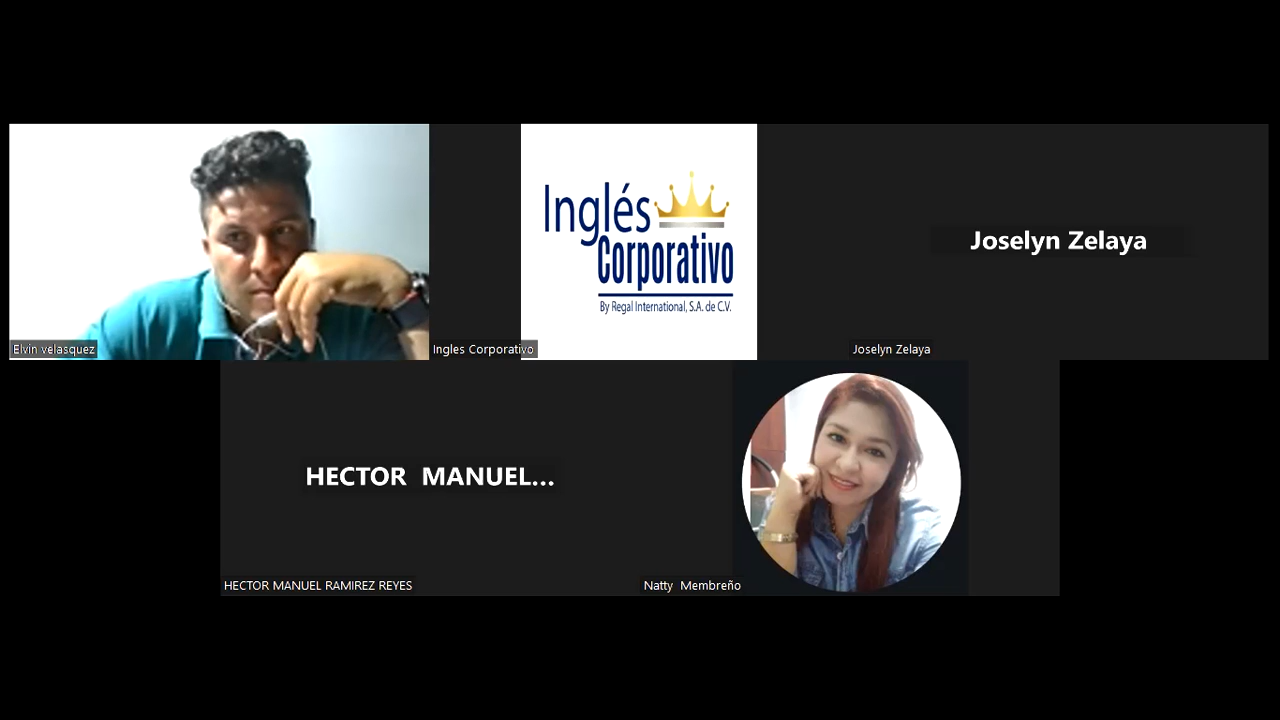 Inglés
Corporativo
By Regal International, S.A. de C.V.
Joselyn Zelaya
Elvin velasquez
Ingles Corporativo
Joselyn Zelaya
HECTOR MANUEL...
HECTOR MANUEL RAMIREZ REYES
Natty Membreño